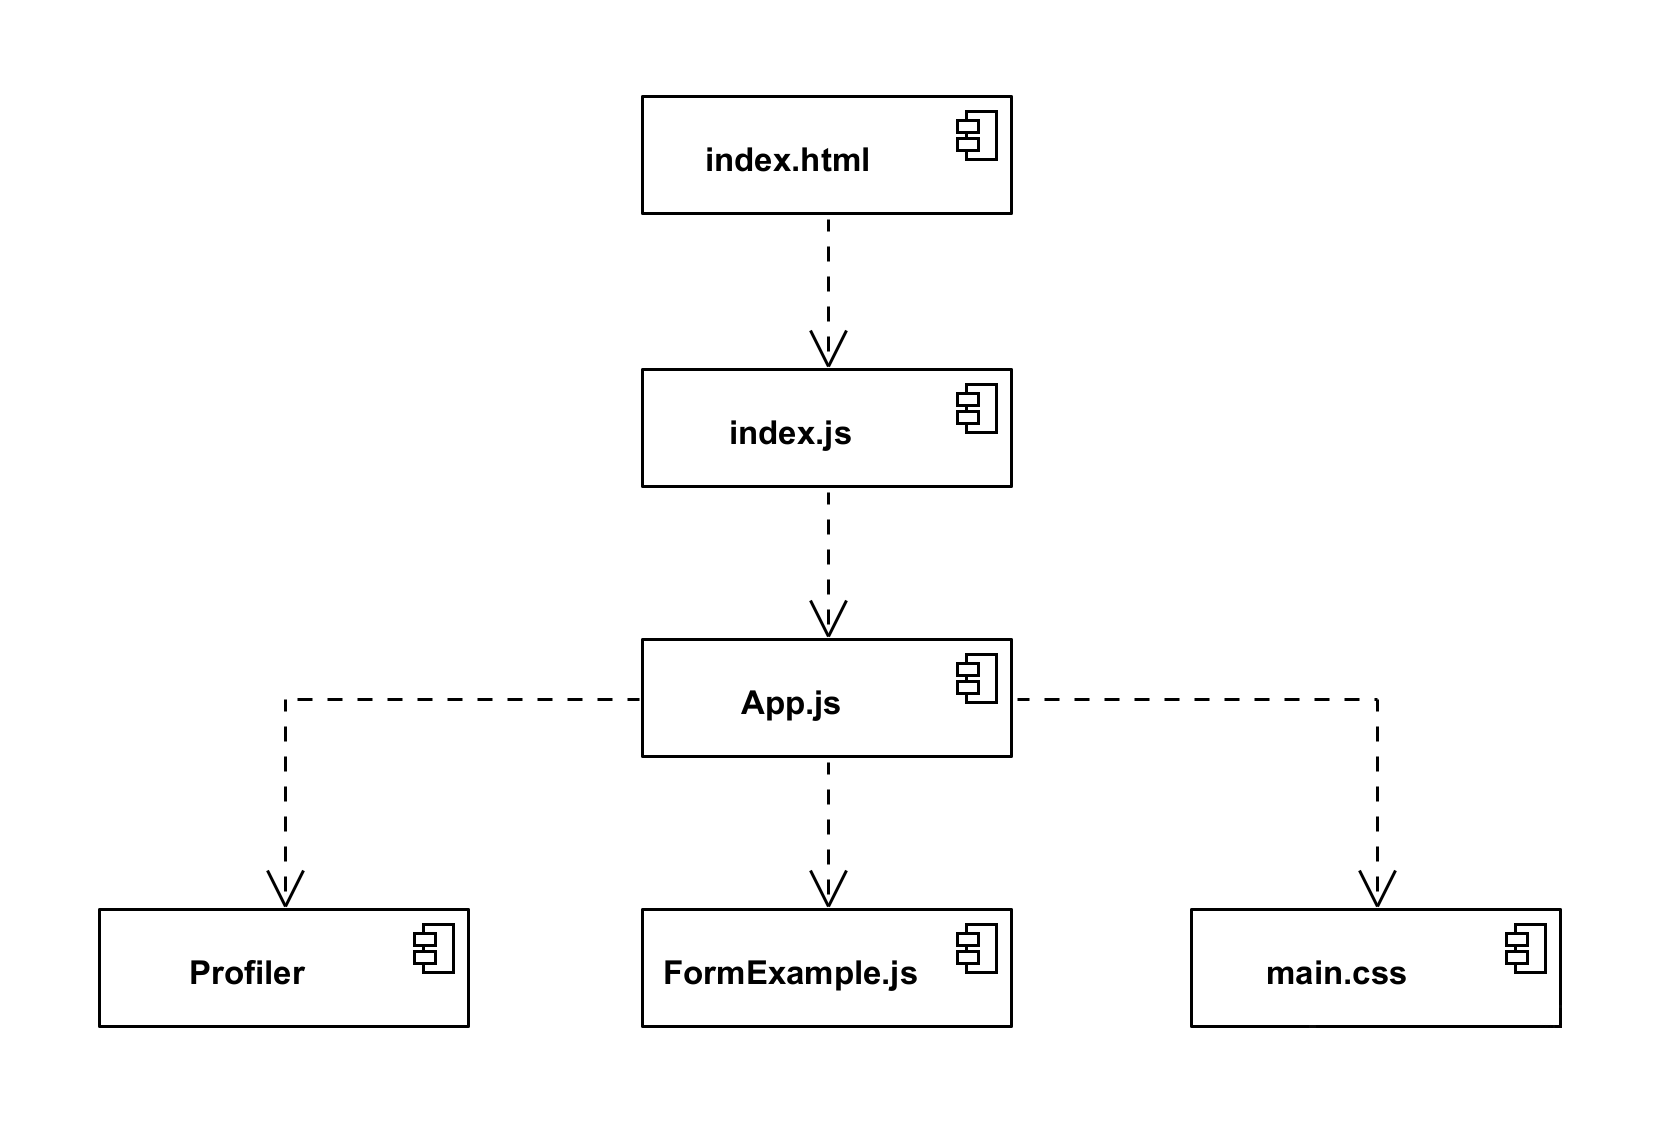 index.html
index.js
App.js
Profiler
FormExample.js
main.css